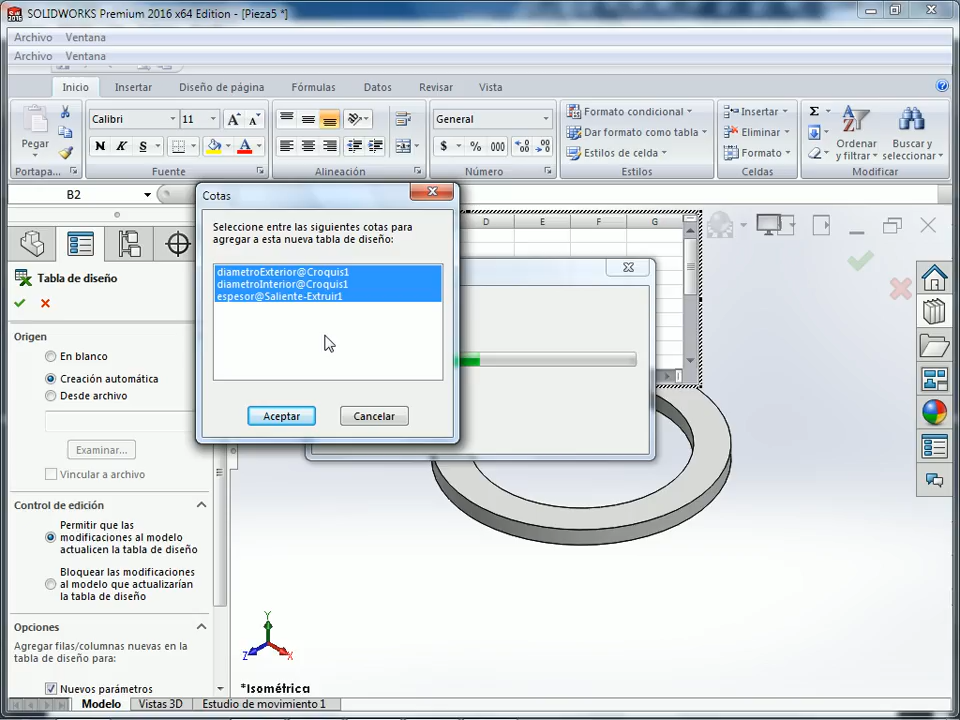 SOLIDWORKS Premium 2016 x64 Edition - [Pieza5 *]
Archivo Ventana
Archivo Ventana
Inicio Insertar Diseño de página Fórmulas Datos Revisar Vista
Pegar
Calibri 11
N K S
General
$ % 000
Formato condicional
Dar formato como tabla
Estilos de celda
Insertar
Eliminar
Formato
Ordenar
y filtrar
Buscar y
seleccionar
Portapa... Fuente Alineación Número Estilos Celdas Modificar
B2
D E F G
Cotas
Seleccione entre las siguientes cotas para
agregar a esta nueva tabla de diseño:
diametroExterior@Croquis1
diametroInterior@Croquis1
espesor@Saliente-Extruir1
Aceptar Cancelar
Tabla de diseño
Origen
En blanco
Creación automática
Desde archivo
Examinar...
Vincular a archivo
Control de edición
Permitir que las
modificaciones al modelo
actualicen la tabla de
diseño
Bloquear las modificaciones
al modelo que actualizarían
la tabla de diseño
Opciones
Agregar filas/columnas nuevas en la
tabla de diseño para:
Nuevos parámetros
Y
Z X
*Isométrica
Modelo Vistas 3D Estudio de movimiento 1